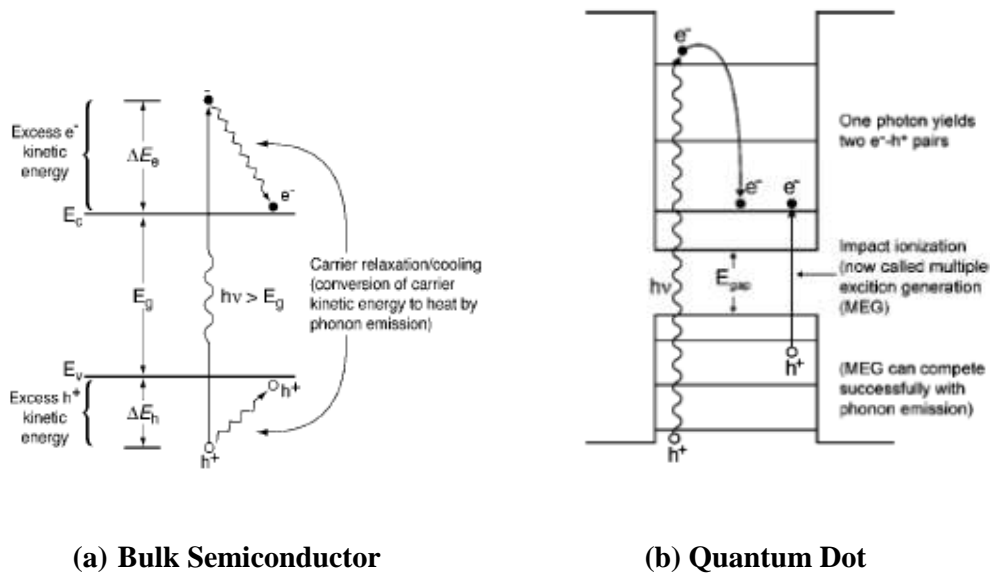 Excess e⁻
kinetic
energy
ΔEe
-
e⁻
Ec
Eg
hν > Eg
Carrier relaxation/cooling
(conversion of carrier
kinetic energy to heat by
phonon emission)
Ev
Excess h⁺
kinetic
energy
ΔEh
h⁺
h⁺
(a) Bulk Semiconductor
e⁻
One photon yields
two e⁻-h⁺ pairs
e⁻
e⁻
hν
Egap
Impact ionization
(now called multiple
excition generation
(MEG)
h⁺
(MEG can compete
successfully with
phonon emission)
h⁺
(b) Quantum Dot